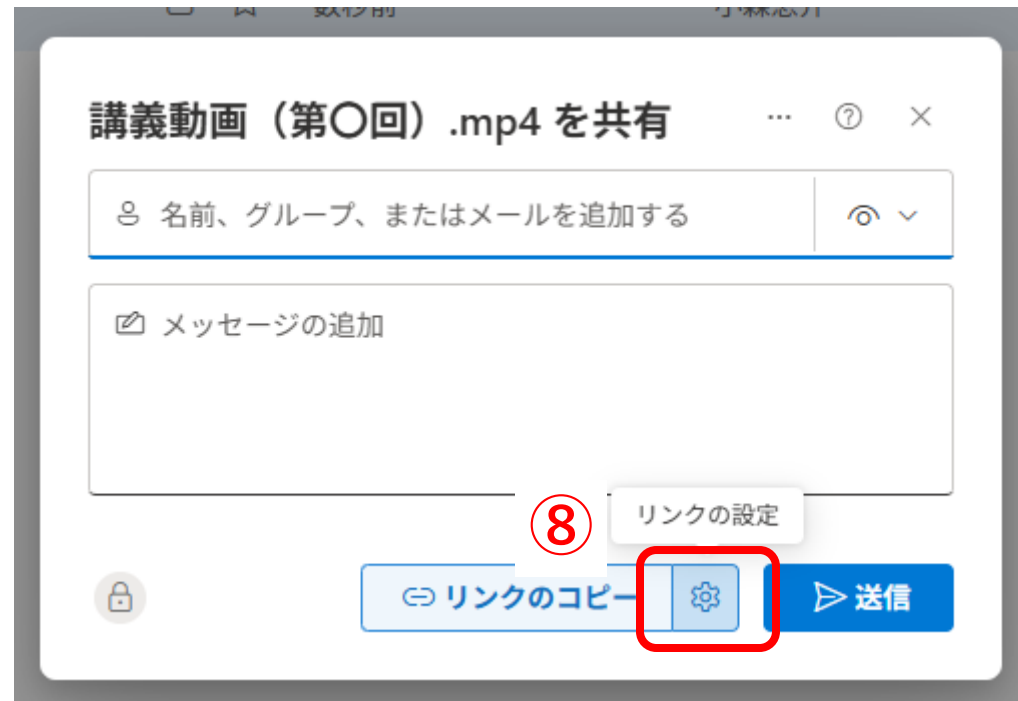 講義動画（第〇回）.mp4 を共有
名前、グループ、またはメールを追加する
メッセージの追加
⑧
リンクの設定
リンクのコピー
送信